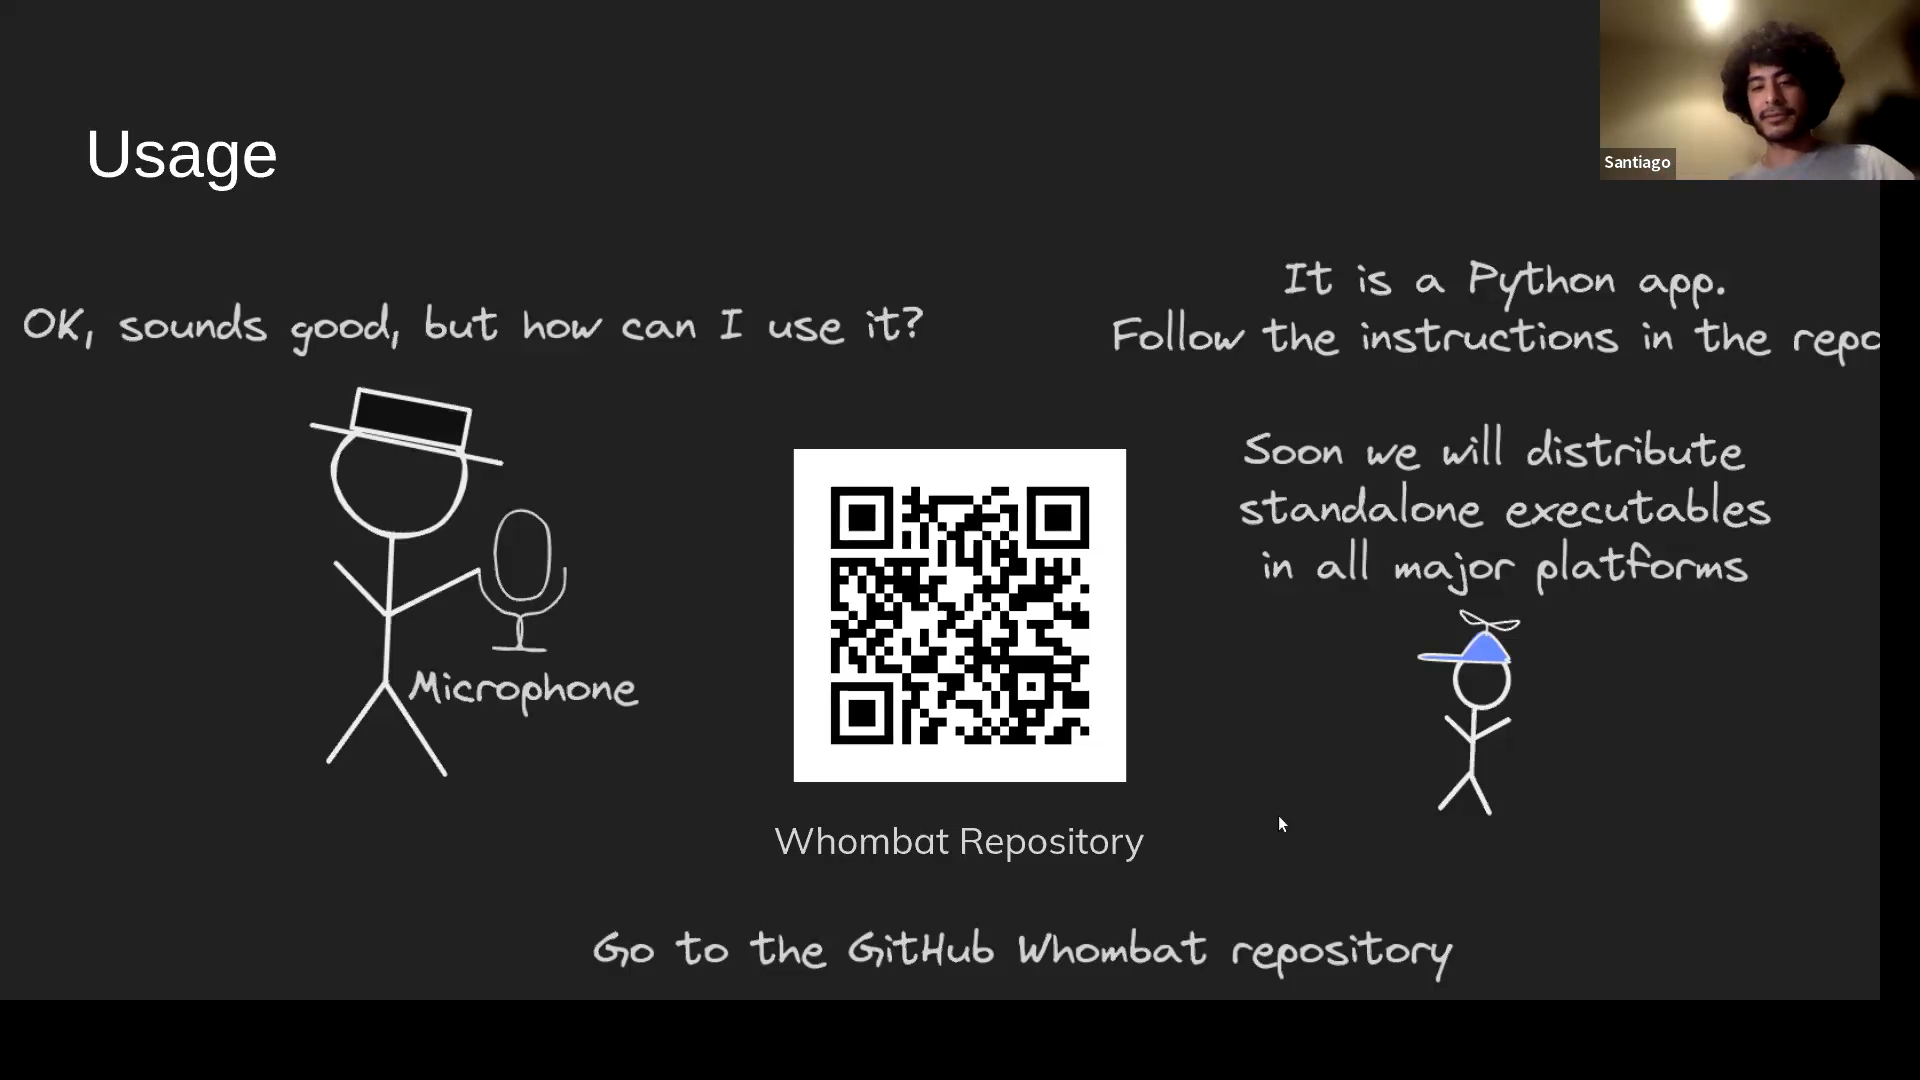 Santiago
Usage
OK, sounds good, but how can I use it?
It is a Python app.
Follow the instructions in the repo
Soon we will distribute
standalone executables
in all major platforms
Microphone
Whombat Repository
Go to the GitHub Whombat repository